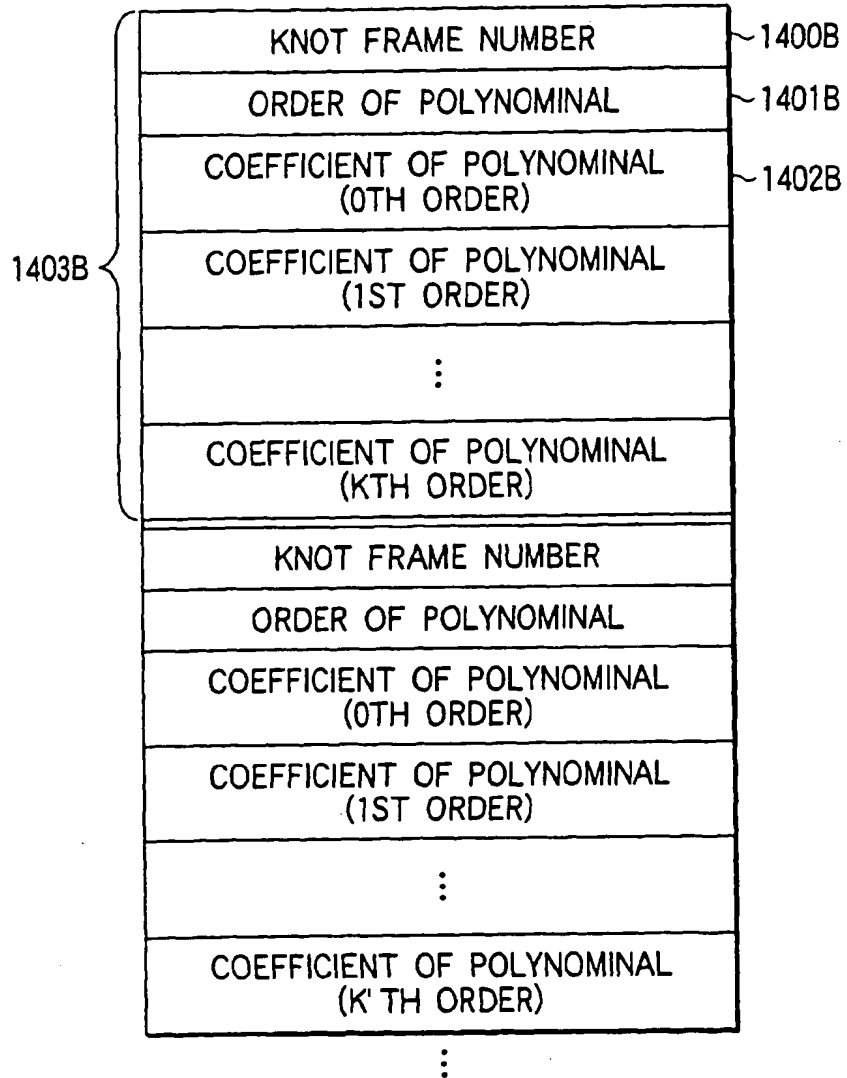 KNOT FRAME NUMBER
1400B
ORDER OF POLYNOMINAL
1401B
COEFFICIENT OF POLYNOMINAL
(0TH ORDER)
1402B
1403B
COEFFICIENT OF POLYNOMINAL
(1ST ORDER)
⋮
COEFFICIENT OF POLYNOMINAL
(KTH ORDER)
KNOT FRAME NUMBER
ORDER OF POLYNOMINAL
COEFFICIENT OF POLYNOMINAL
(0TH ORDER)
COEFFICIENT OF POLYNOMINAL
(1ST ORDER)
⋮
COEFFICIENT OF POLYNOMINAL
(K'TH ORDER)
⋮